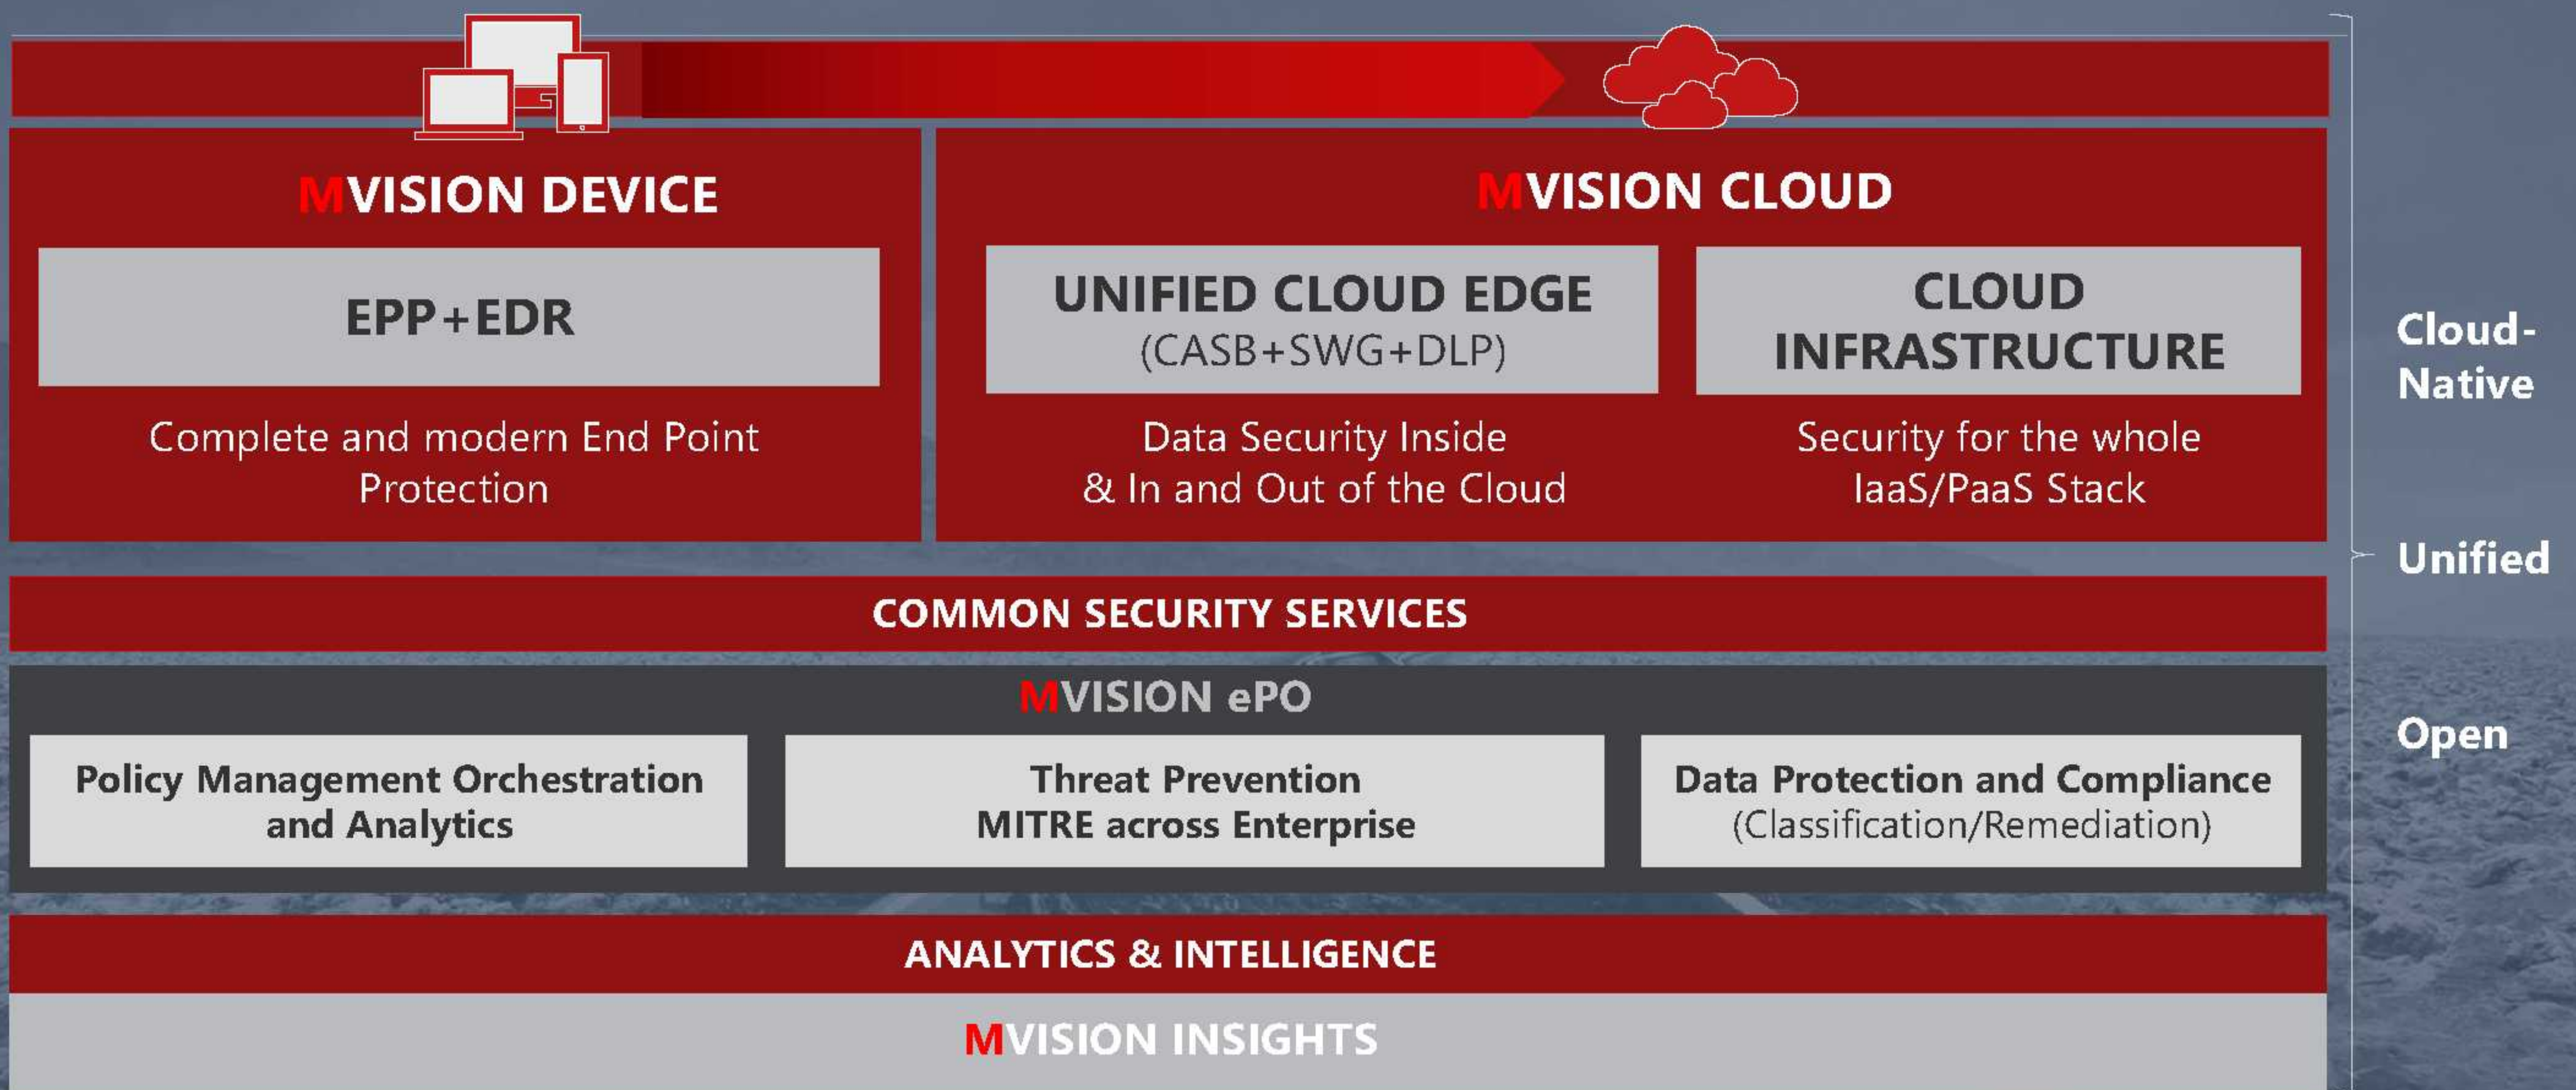 MVISION DEVICE
EPP+EDR
Complete and modern End Point
Protection
MVISION CLOUD
UNIFIED CLOUD EDGE
(CASB+SWG+DLP)
Data Security Inside
& In and Out of the Cloud
CLOUD
INFRASTRUCTURE
Security for the whole
IaaS/PaaS Stack
COMMON SECURITY SERVICES
MVISION ePO
Policy Management Orchestration
and Analytics
Threat Prevention
MITRE across Enterprise
Data Protection and Compliance
(Classification/Remediation)
ANALYTICS & INTELLIGENCE
MVISION INSIGHTS
Cloud-
Native
Unified
Open